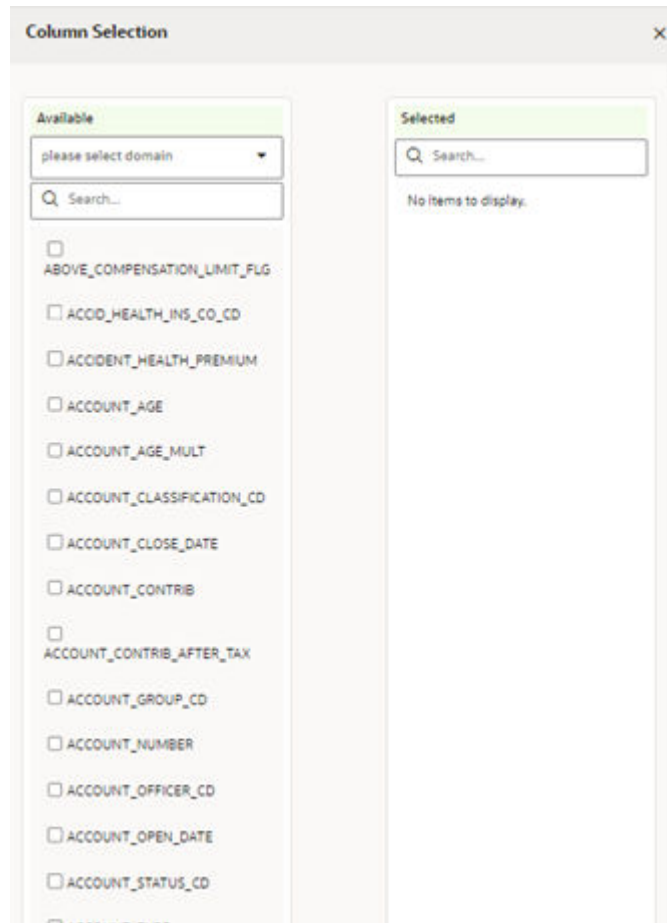 Column Selection
×
Available
please select domain
Search...
ABOVE_COMPENSATION_LIMIT_FLG
ACCID_HEALTH_INS_CO_CD
ACCIDENT_HEALTH_PREMIUM
ACCOUNT_AGE
ACCOUNT_AGE_MULT
ACCOUNT_CLASSIFICATION_CD
ACCOUNT_CLOSE_DATE
ACCOUNT_CONTRIB
ACCOUNT_CONTRIB_AFTER_TAX
ACCOUNT_GROUP_CD
ACCOUNT_NUMBER
ACCOUNT_OFFICER_CD
ACCOUNT_OPEN_DATE
ACCOUNT_STATUS_CD
Selected
Search...
No items to display.